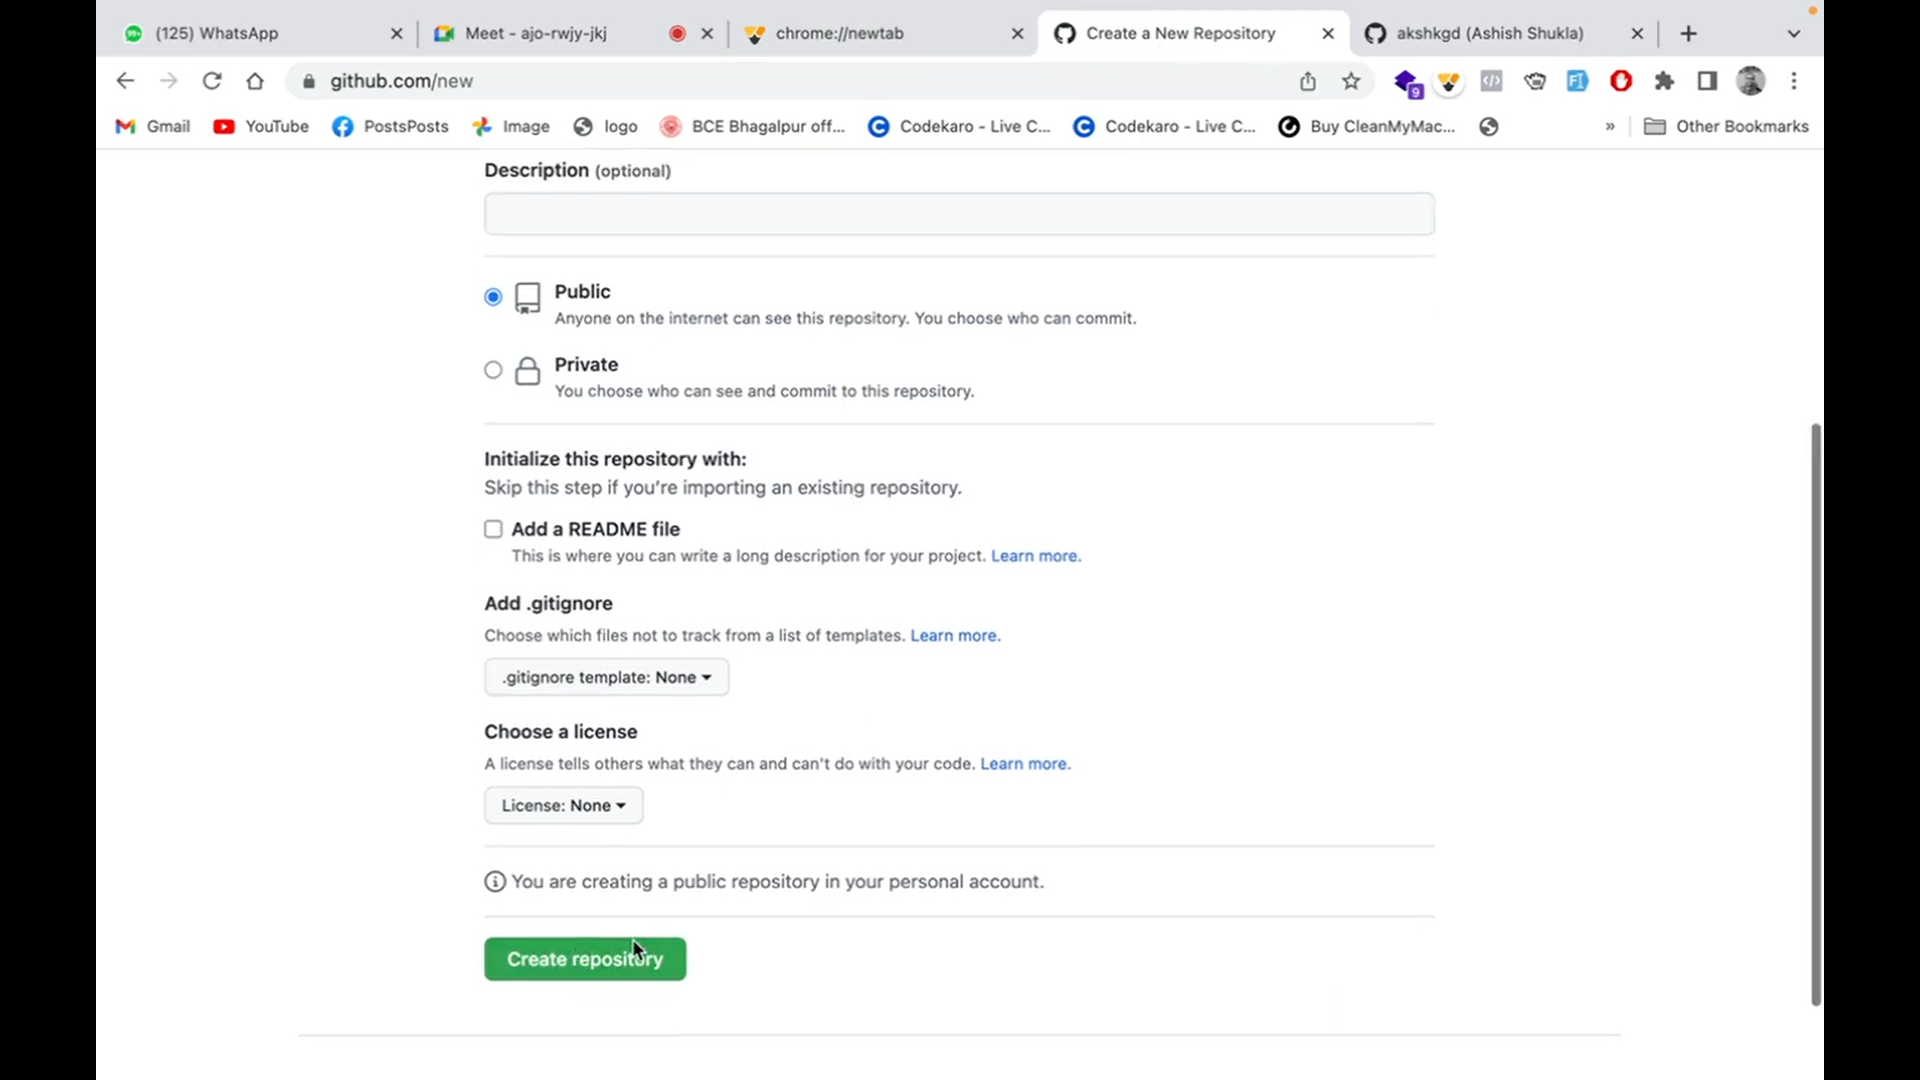 (125) WhatsApp
Meet - ajo-rwjy-jkj
chrome://newtab
Create a New Repository
akshkgd (Ashish Shukla)
github.com/new
9
Gmail
YouTube
PostsPosts
Image
logo
BCE Bhagalpur off...
Codekaro - Live C...
Codekaro - Live C...
Buy CleanMyMac...
»
Other Bookmarks
Description (optional)
Public
Anyone on the internet can see this repository. You choose who can commit.
Private
You choose who can see and commit to this repository.
Initialize this repository with:
Skip this step if you’re importing an existing repository.
Add a README file
This is where you can write a long description for your project. Learn more.
Add .gitignore
Choose which files not to track from a list of templates. Learn more.
.gitignore template: None
Choose a license
A license tells others what they can and can't do with your code. Learn more.
License: None
You are creating a public repository in your personal account.
Create repository